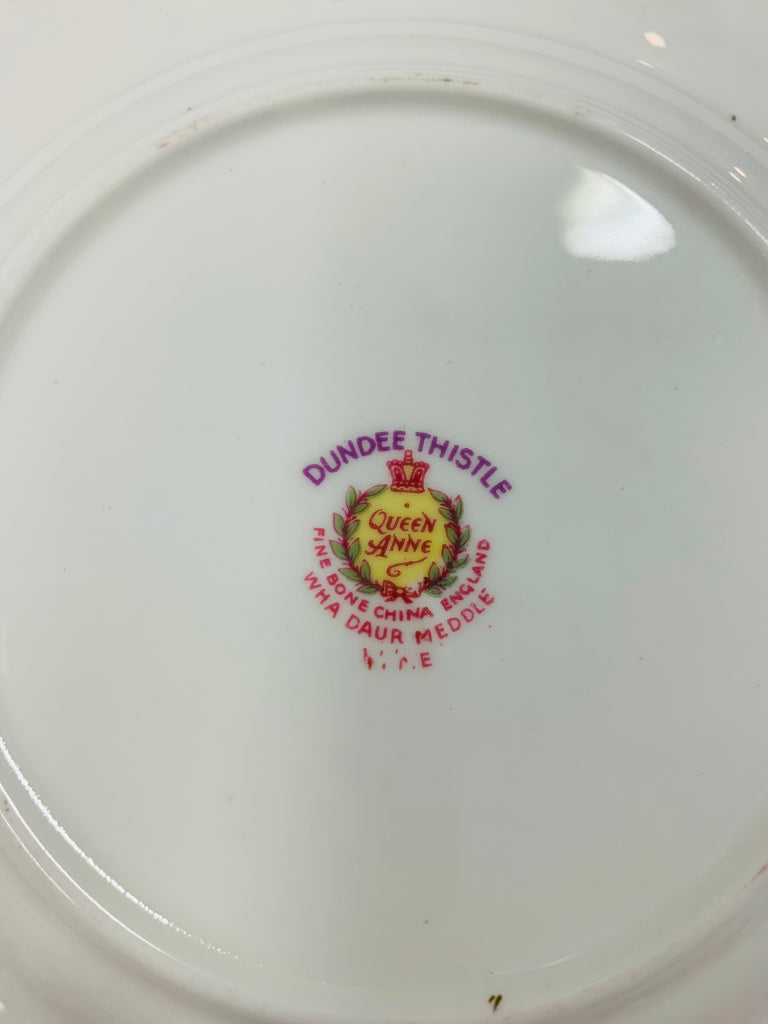 DUNDEE THISTLE
QUEEN
ANNE
FINE BONE CHINA ENGLAND
WHA DAUR MEDDLE